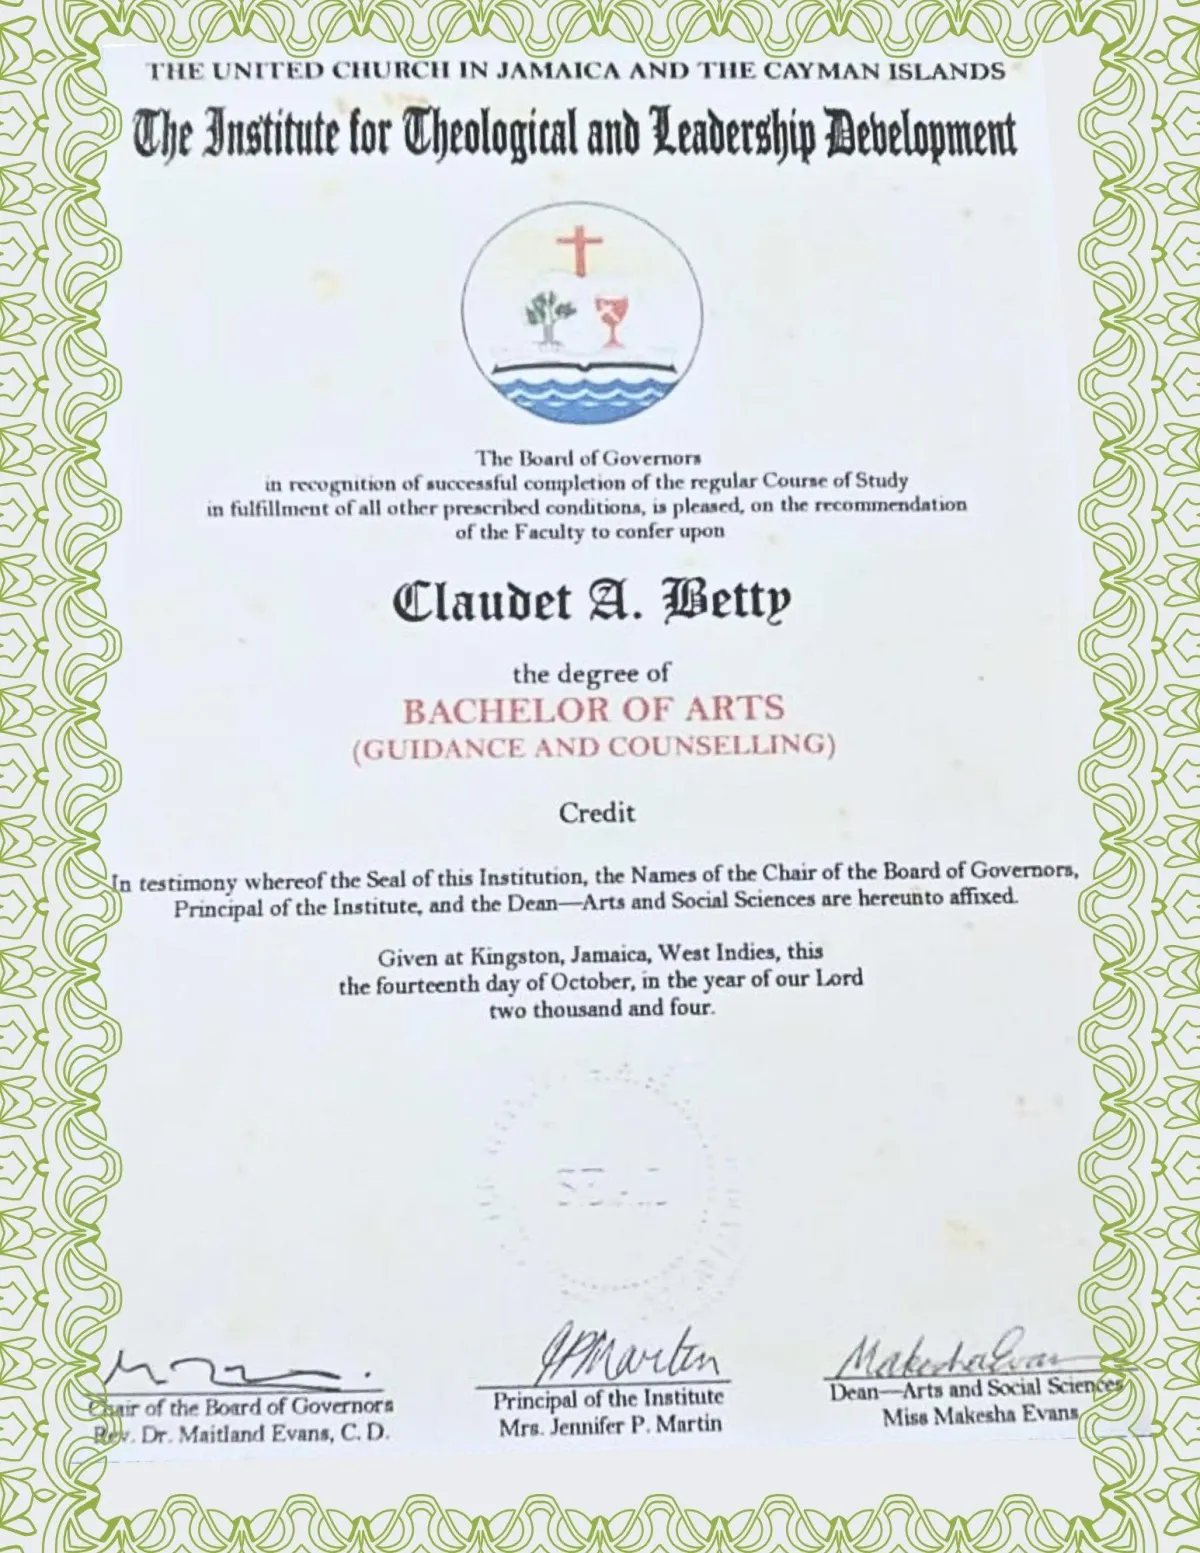 THE UNITED CHURCH IN JAMAICA AND THE CAYMAN ISLANDS
The Institute for Theological and Leadership Development
The Board of Governors
in recognition of successful completion of the regular Course of Study
in fulfillment of all other prescribed conditions, is pleased, on the recommendation
of the Faculty to confer upon
Claudet A. Betty
the degree of
BACHELOR OF ARTS
(GUIDANCE AND COUNSELLING)
Credit
In testimony whereof the Seal of this Institution, the Names of the Chair of the Board of Governors,
Principal of the Institute, and the Dean—Arts and Social Sciences are hereunto affixed.
Given at Kingston, Jamaica, West Indies, this
the fourteenth day of October, in the year of our Lord
two thousand and four.
JPMartin
Makesha Evans
Chair of the Board of Governors
Rev. Dr. Maitland Evans, C. D.
Principal of the Institute
Mrs. Jennifer P. Martin
Dean—Arts and Social Sciences
Miss Makesha Evans